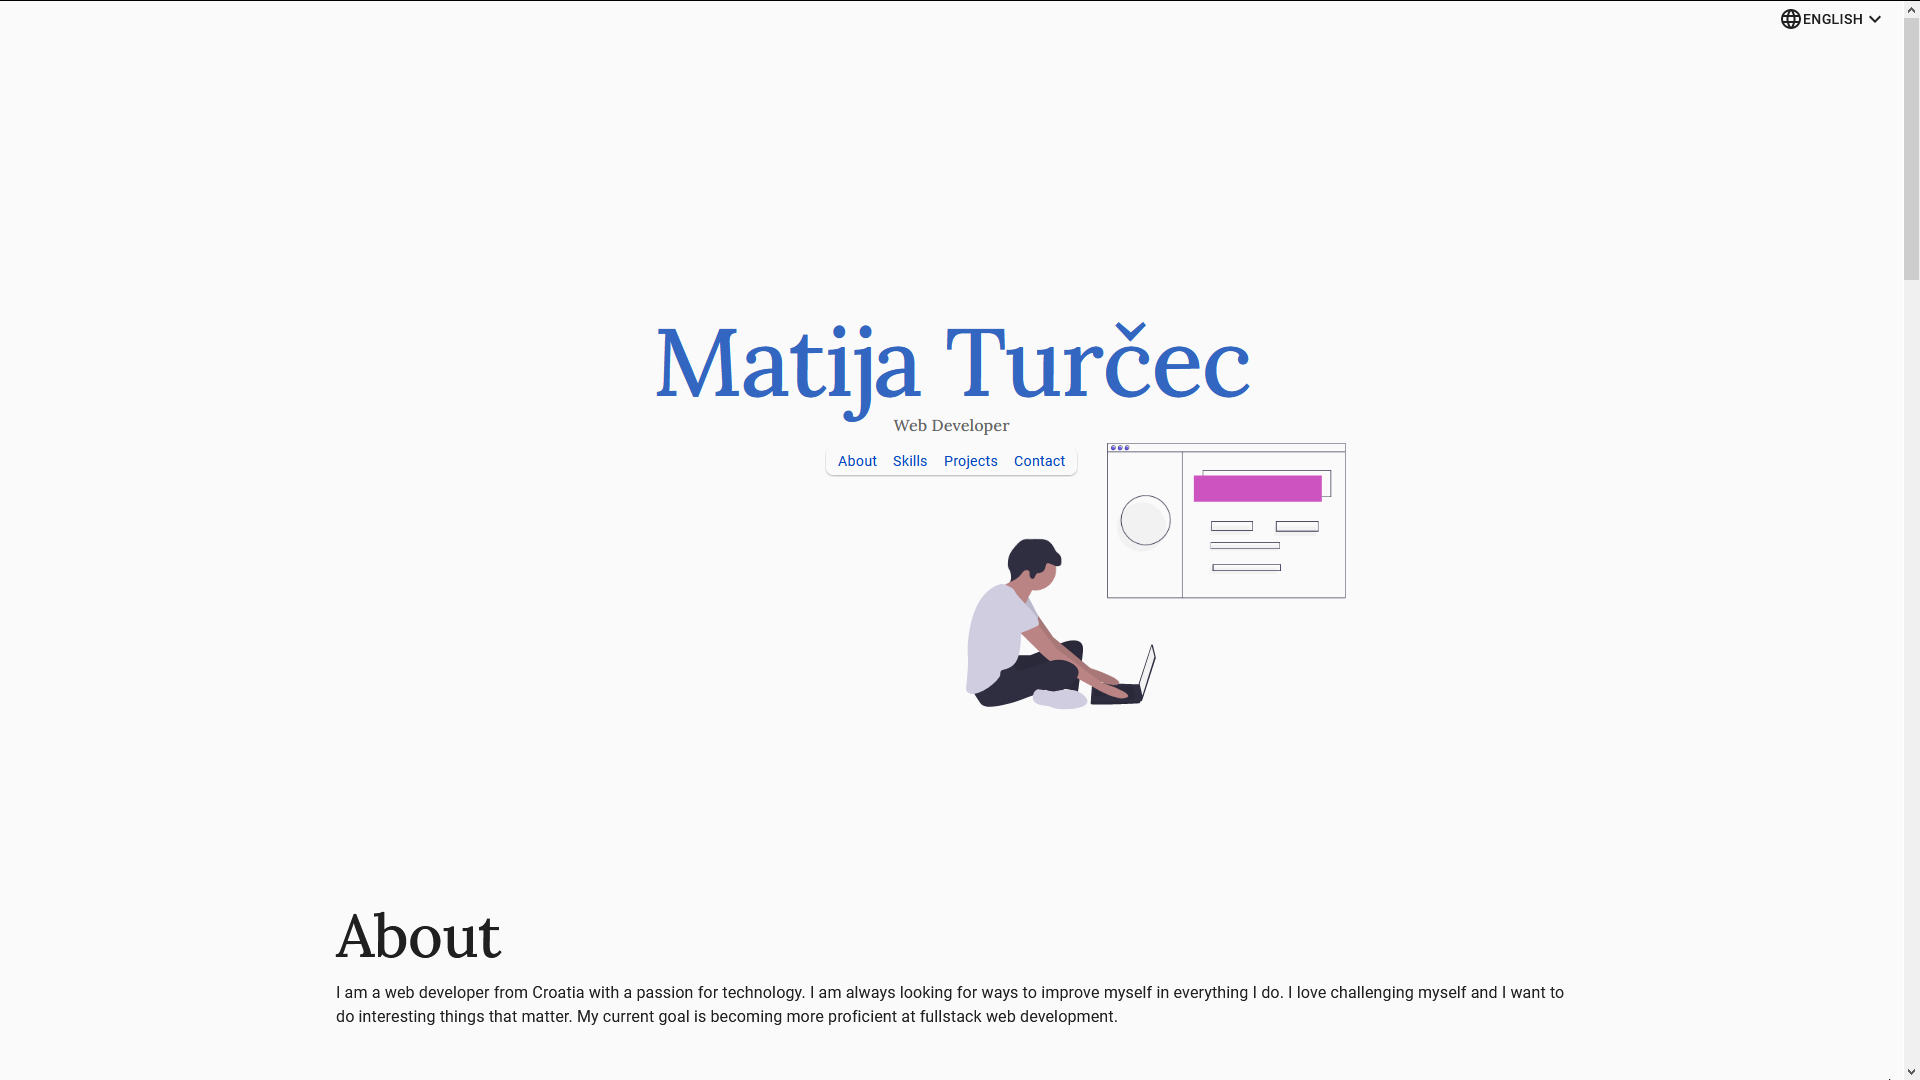 ENGLISH
Matija Turčec
Web Developer
About Skills Projects Contact
About
I am a web developer from Croatia with a passion for technology. I am always looking for ways to improve myself in everything I do. I love challenging myself and I want to
do interesting things that matter. My current goal is becoming more proficient at fullstack web development.